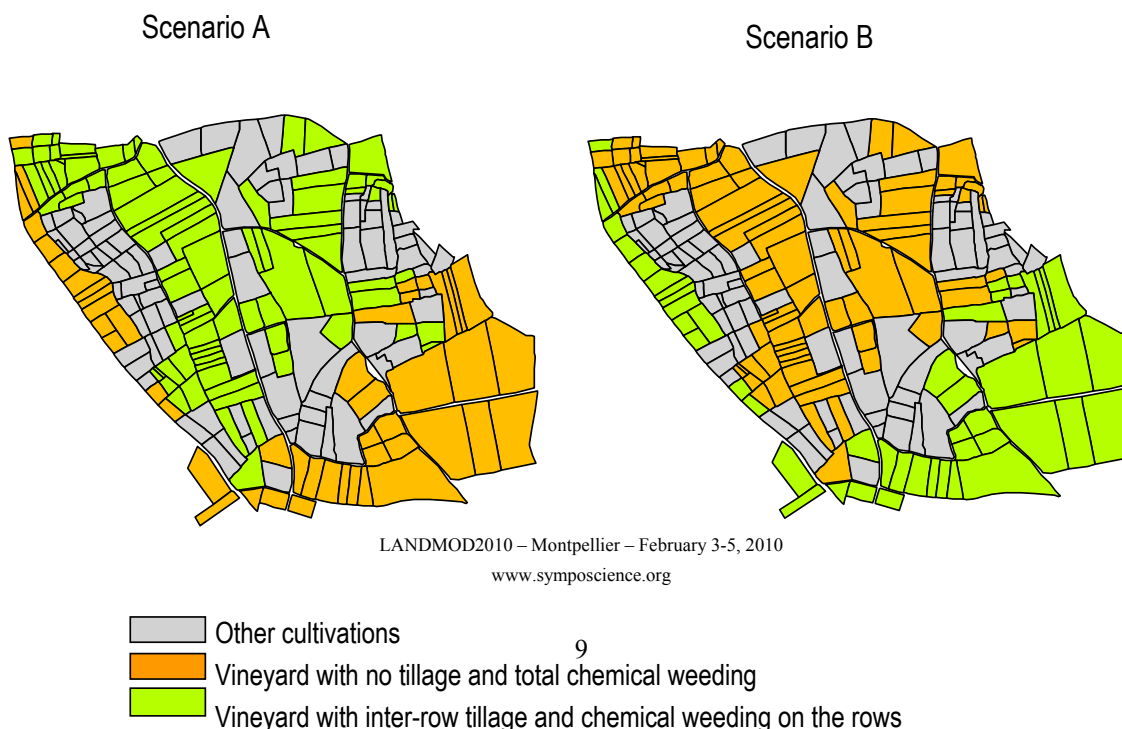 Scenario A
Scenario B
LANDMOD2010 – Montpellier – February 3-5, 2010
www.symposcience.org
Other cultivations
9
Vineyard with no tillage and total chemical weeding
Vineyard with inter-row tillage and chemical weeding on the rows